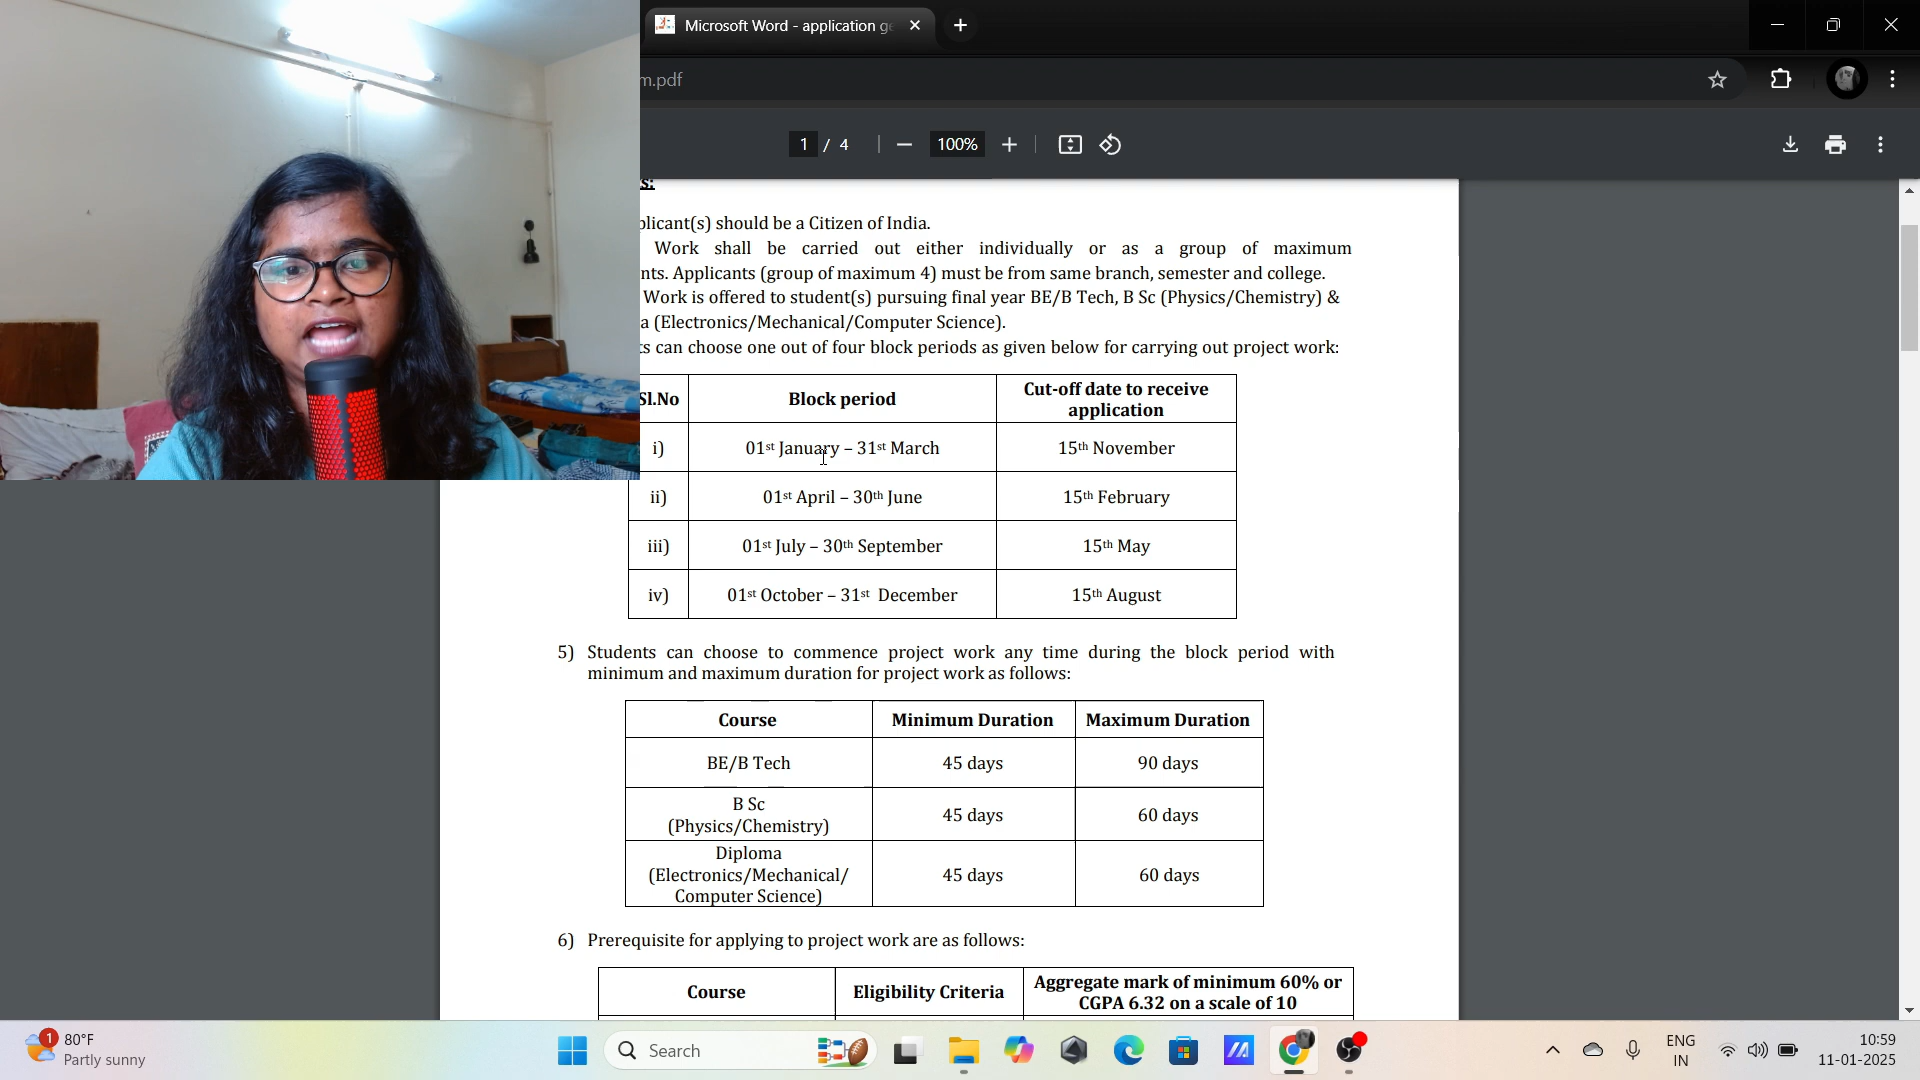 Microsoft Word - application ge
m.pdf
1 / 4
100%
s:
plicant(s) should be a Citizen of India.
Work shall be carried out either individually or as a group of maximum
nts. Applicants (group of maximum 4) must be from same branch, semester and college.
Work is offered to student(s) pursuing final year BE/B Tech, B Sc (Physics/Chemistry) &
a (Electronics/Mechanical/Computer Science).
ts can choose one out of four block periods as given below for carrying out project work:
Sl.No Block period Cut-off date to receive application
i) 01st January – 31st March 15th November
ii) 01st April – 30th June 15th February
iii) 01st July – 30th September 15th May
iv) 01st October – 31st December 15th August
5) Students can choose to commence project work any time during the block period with
minimum and maximum duration for project work as follows:
Course Minimum Duration Maximum Duration
BE/B Tech 45 days 90 days
B Sc
(Physics/Chemistry) 45 days 60 days
Diploma
(Electronics/Mechanical/ 45 days 60 days
Computer Science)
6) Prerequisite for applying to project work are as follows:
Course Eligibility Criteria Aggregate mark of minimum 60% or
CGPA 6.32 on a scale of 10
1
80°F
Partly sunny
Search
ENG
IN
10:59
11-01-2025